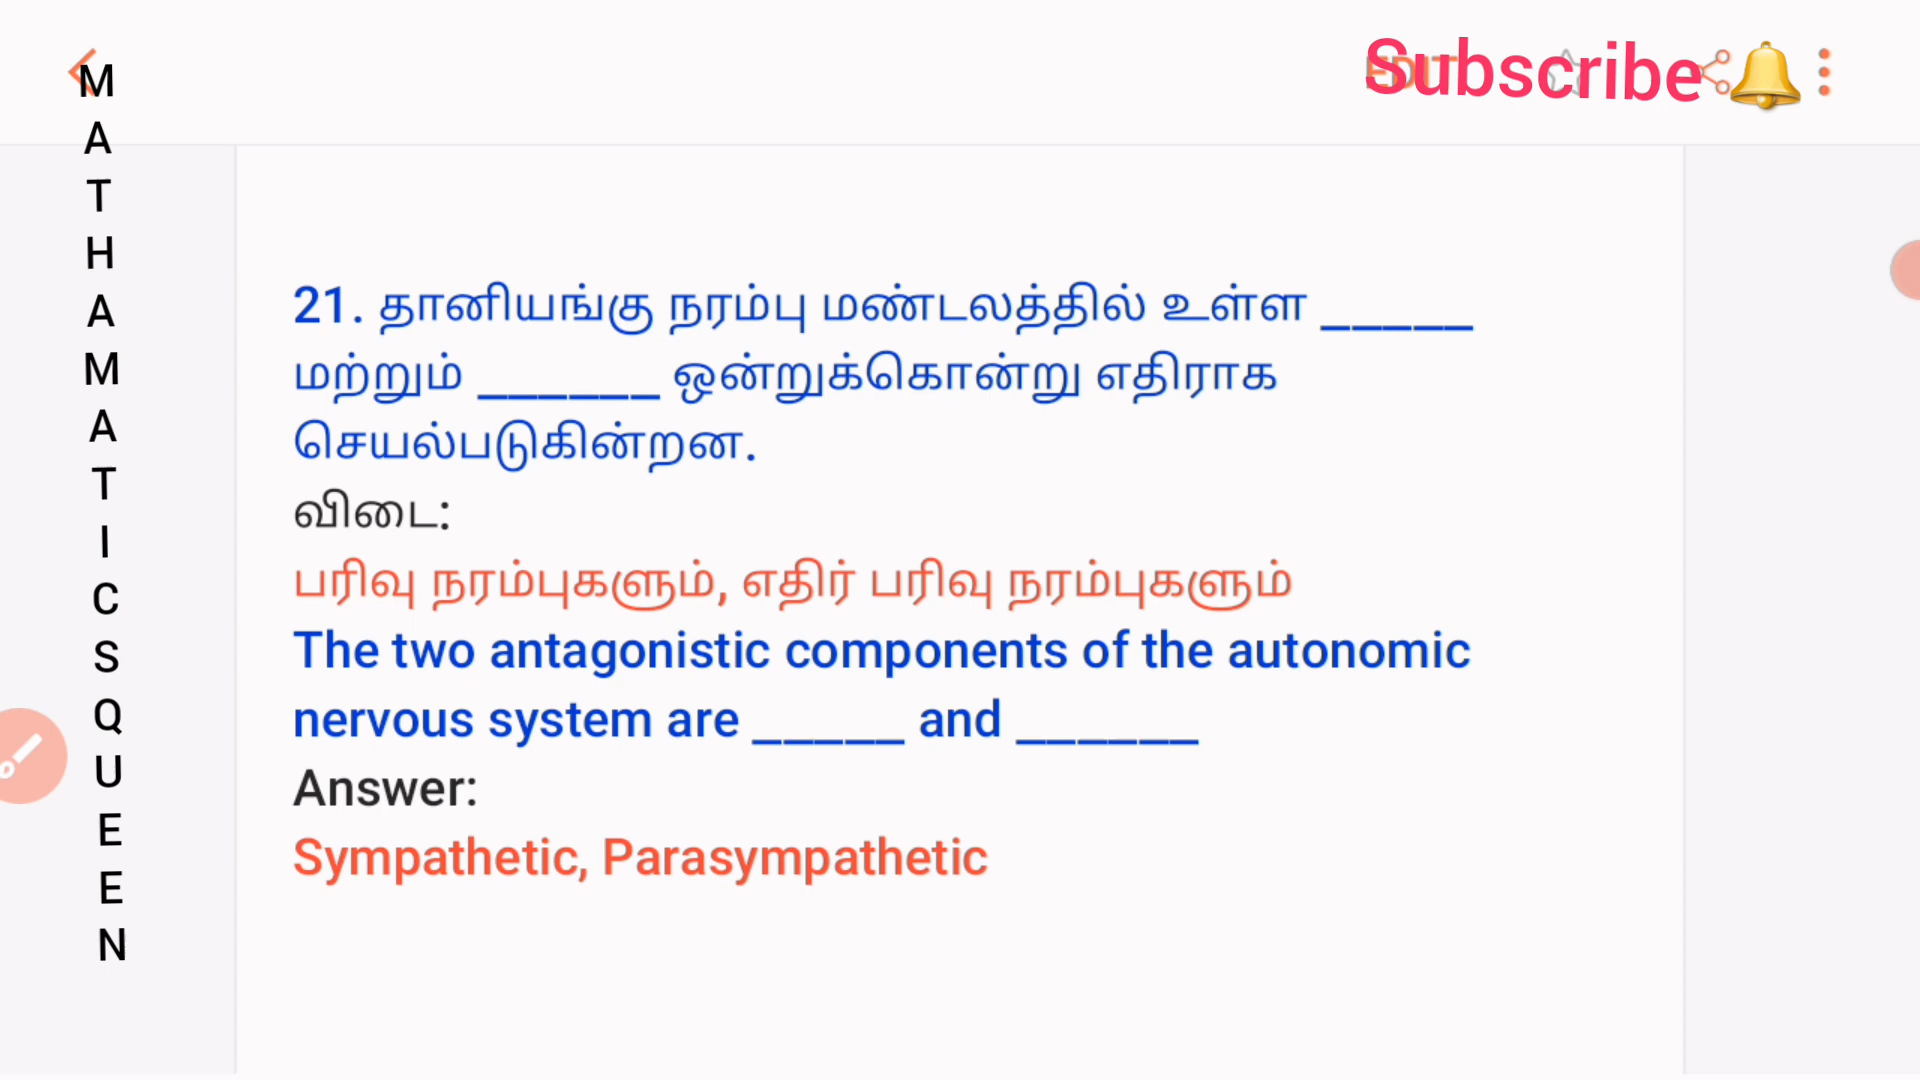 Subscribe
MATHAMATICSQUEEN
21. தானியங்கு நரம்பு மண்டலத்தில் உள்ள _____
மற்றும் ______ ஒன்றுக்கொன்று எதிராக
செயல்படுகின்றன.
விடை:
பரிவு நரம்புகளும், எதிர் பரிவு நரம்புகளும்
The two antagonistic components of the autonomic
nervous system are _____ and ______
Answer:
Sympathetic, Parasympathetic